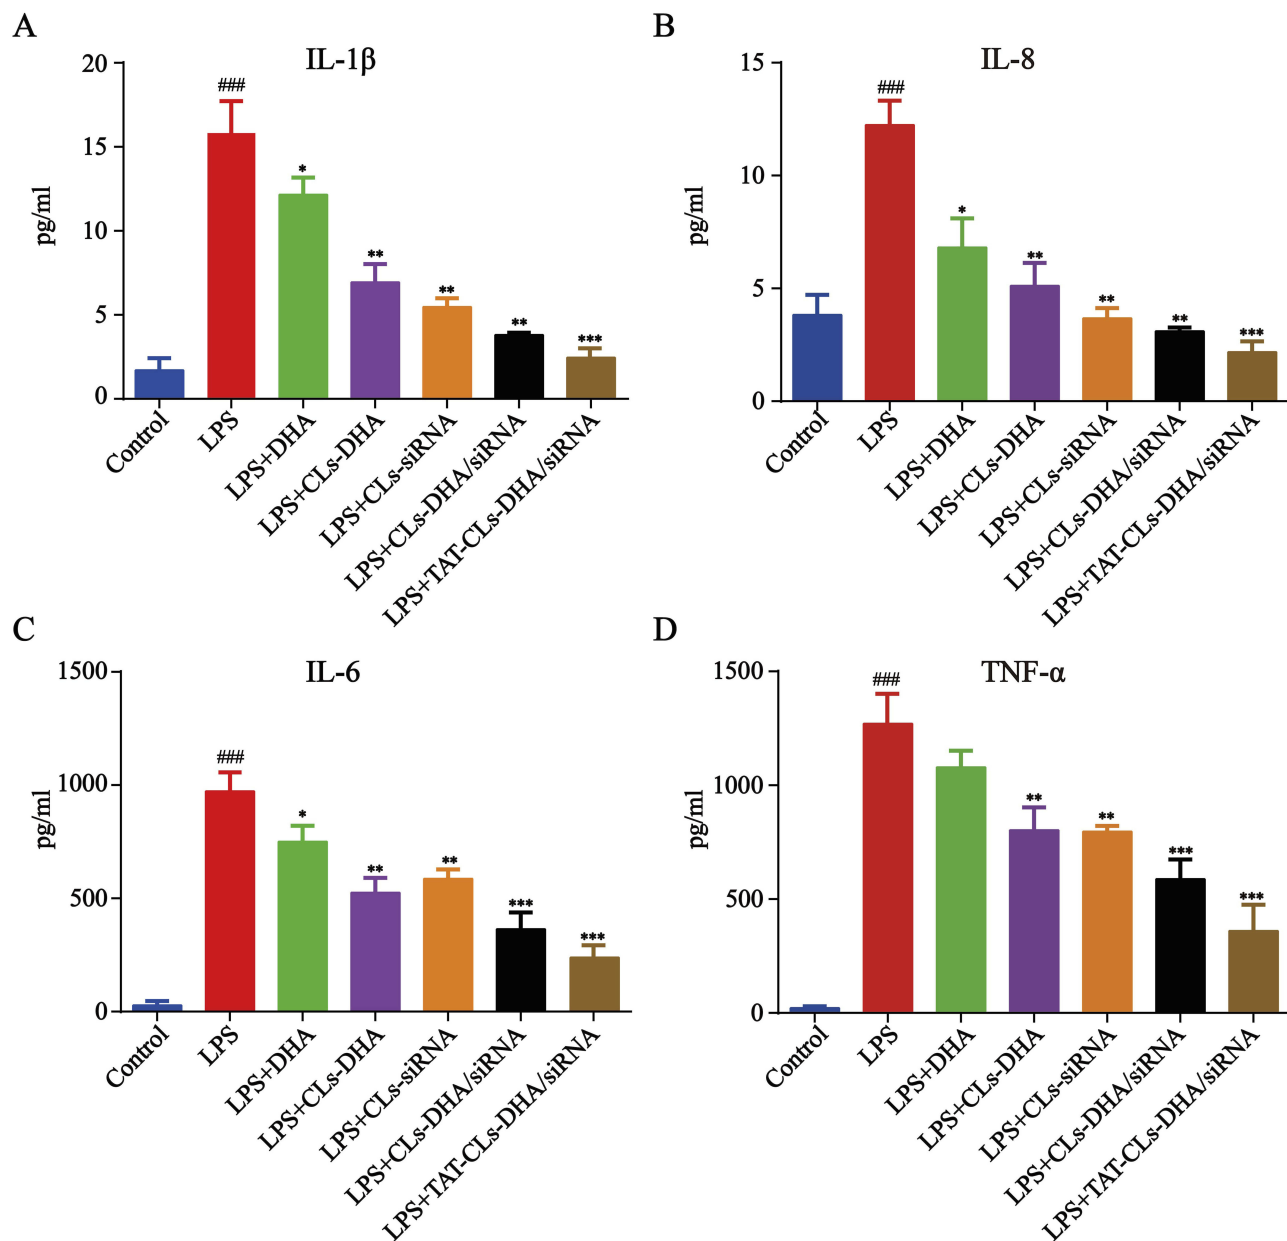 A
IL-1β
pg/ml
20
15
10
5
0
###
*
**
**
**
***
Control
LPS
LPS+DHA
LPS+CLs-DHA
LPS+CLs-siRNA
LPS+CLs-DHA/siRNA
LPS+TAT-CLs-DHA/siRNA
B
IL-8
pg/ml
15
10
5
0
###
*
**
**
**
***
Control
LPS
LPS+DHA
LPS+CLs-DHA
LPS+CLs-siRNA
LPS+CLs-DHA/siRNA
LPS+TAT-CLs-DHA/siRNA
C
IL-6
pg/ml
1500
1000
500
0
###
*
**
**
***
***
Control
LPS
LPS+DHA
LPS+CLs-DHA
LPS+CLs-siRNA
LPS+CLs-DHA/siRNA
LPS+TAT-CLs-DHA/siRNA
D
TNF-α
pg/ml
1500
1000
500
0
###
**
**
***
***
Control
LPS
LPS+DHA
LPS+CLs-DHA
LPS+CLs-siRNA
LPS+CLs-DHA/siRNA
LPS+TAT-CLs-DHA/siRNA